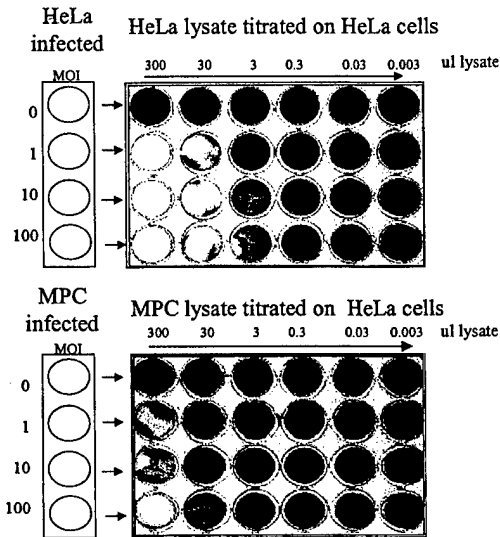 HeLa
infected
HeLa lysate titrated on HeLa cells
MOI
300 30 3 0.3 0.03 0.003 ul lysate
0
1
10
100
MPC
infected
MPC lysate titrated on HeLa cells
MOI
300 30 3 0.3 0.03 0.003 ul lysate
0
1
10
100